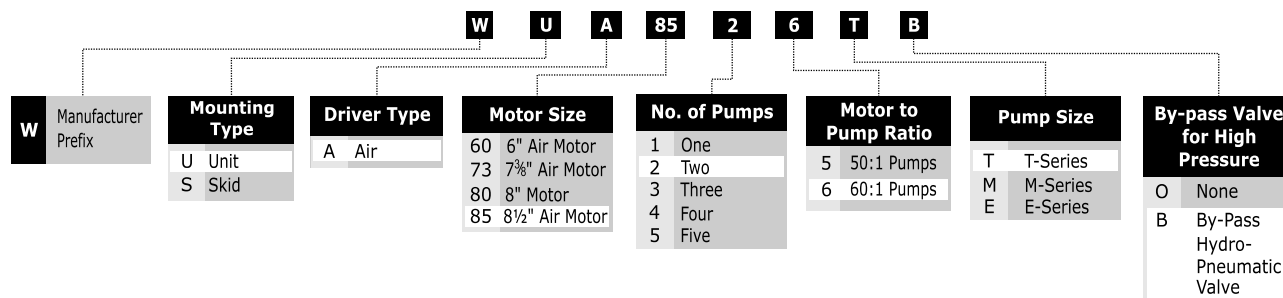 W U A 85 2 6 T B
W
Manufacturer
Prefix
Mounting
Type
U Unit
S Skid
Driver Type
A Air
Motor Size
60 6" Air Motor
73 7⅜" Air Motor
80 8" Motor
85 8½" Air Motor
No. of Pumps
1 One
2 Two
3 Three
4 Four
5 Five
Motor to
Pump Ratio
5 50:1 Pumps
6 60:1 Pumps
Pump Size
T T-Series
M M-Series
E E-Series
By-pass Valve
for High
Pressure
O None
B By-Pass
Hydro-
Pneumatic
Valve